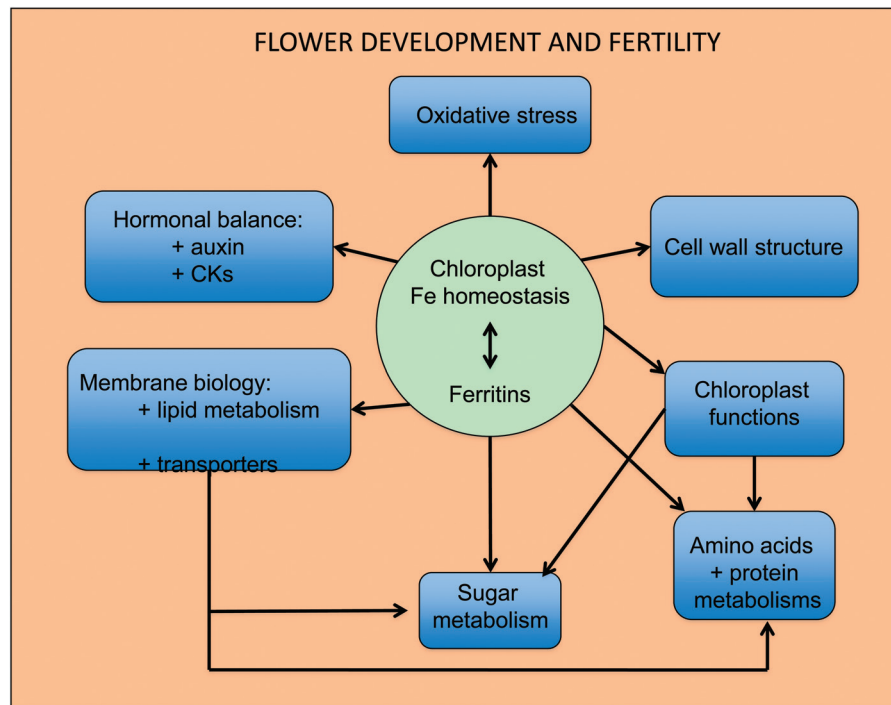 FLOWER DEVELOPMENT AND FERTILITY
Oxidative stress
Hormonal balance:
+ auxin
+ CKs
Cell wall structure
Chloroplast
Fe homeostasis
Ferritins
Membrane biology:
+ lipid metabolism
+ transporters
Chloroplast
functions
Amino acids
+ protein
metabolisms
Sugar
metabolism